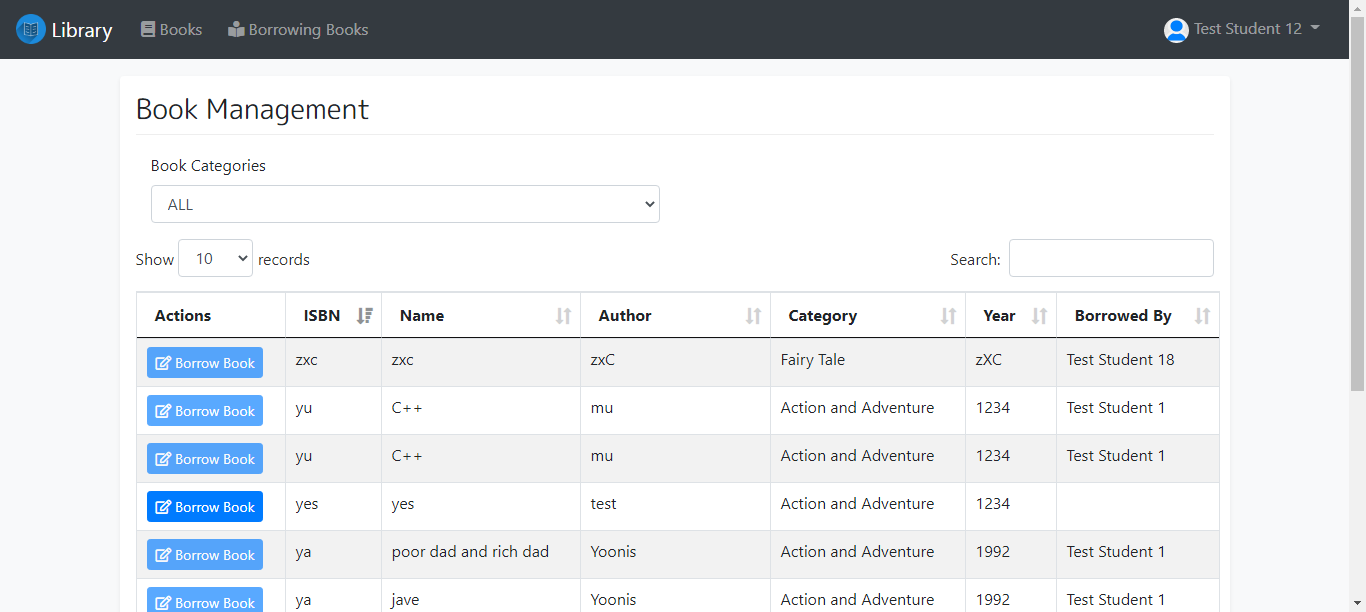 Library Books Borrowing Books Test Student 12
Book Management
Book Categories
ALL
Show 10 records Search:
Actions ISBN Name Author Category Year Borrowed By
Borrow Book zxc zxc zxC Fairy Tale zXC Test Student 18
Borrow Book yu C++ mu Action and Adventure 1234 Test Student 1
Borrow Book yu C++ mu Action and Adventure 1234 Test Student 1
Borrow Book yes yes test Action and Adventure 1234
Borrow Book ya poor dad and rich dad Yoonis Action and Adventure 1992 Test Student 1
Borrow Book ya jave Yoonis Action and Adventure 1992 Test Student 1